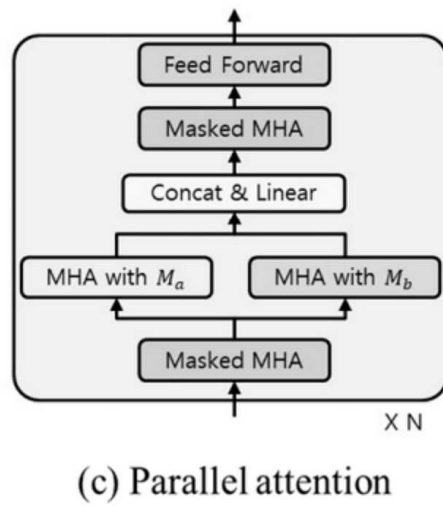 Feed Forward
Masked MHA
Concat & Linear
MHA with Mₐ
MHA with M_b
Masked MHA
X N
(c) Parallel attention